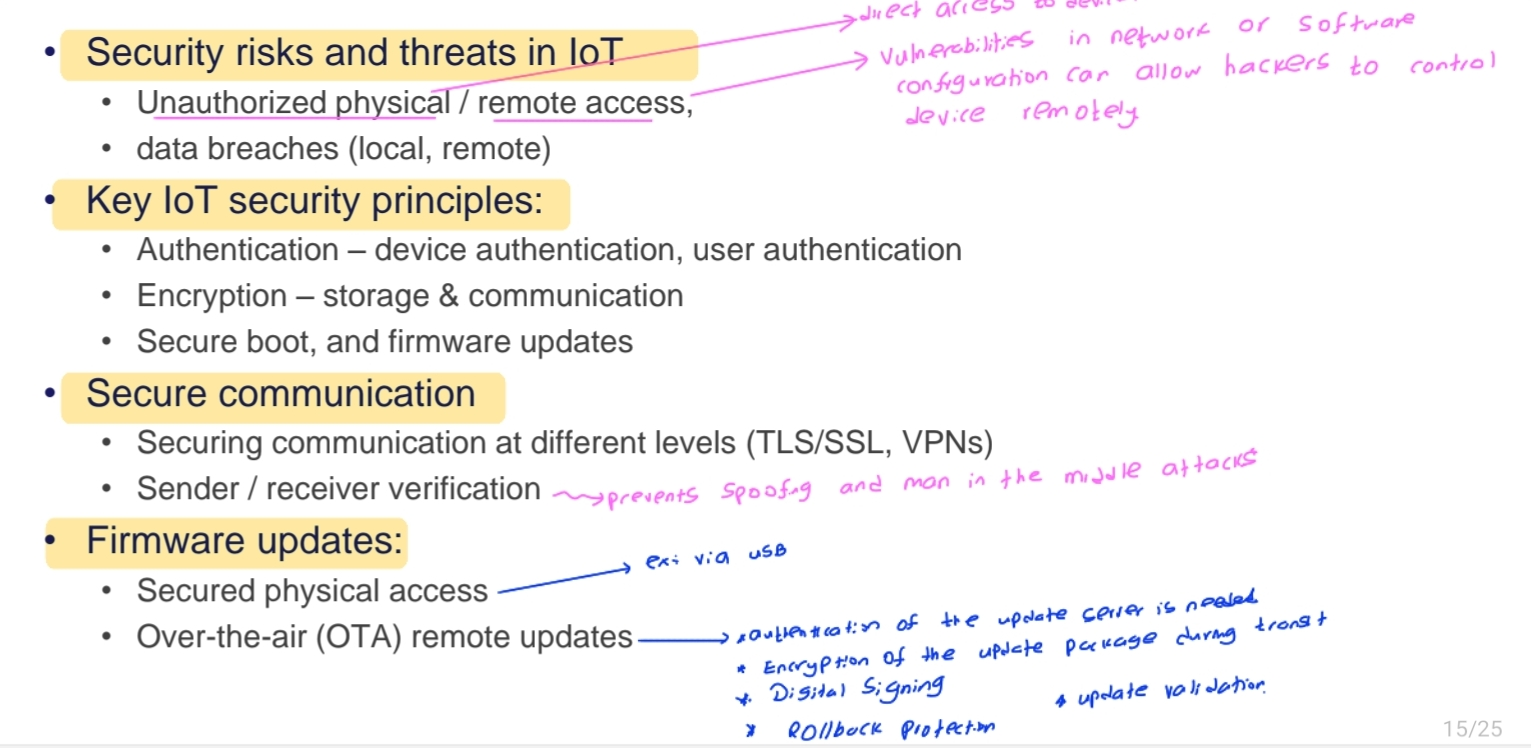 direct access to
• Security risks and threats in IoT
• Unauthorized physical / remote access,
Vulnerabilities in network or software
configuration can allow hackers to control
device remotely
• data breaches (local, remote)
• Key IoT security principles:
• Authentication – device authentication, user authentication
• Encryption – storage & communication
• Secure boot, and firmware updates
• Secure communication
• Securing communication at different levels (TLS/SSL, VPNs)
• Sender / receiver verification
prevents spoofing and man in the middle attacks
• Firmware updates:
• Secured physical access
ex: via USB
• Over-the-air (OTA) remote updates
* authentication of the update server is needed
* Encryption of the update package during transit
* Digital Signing
* update validation
* Rollback Protection
15/25